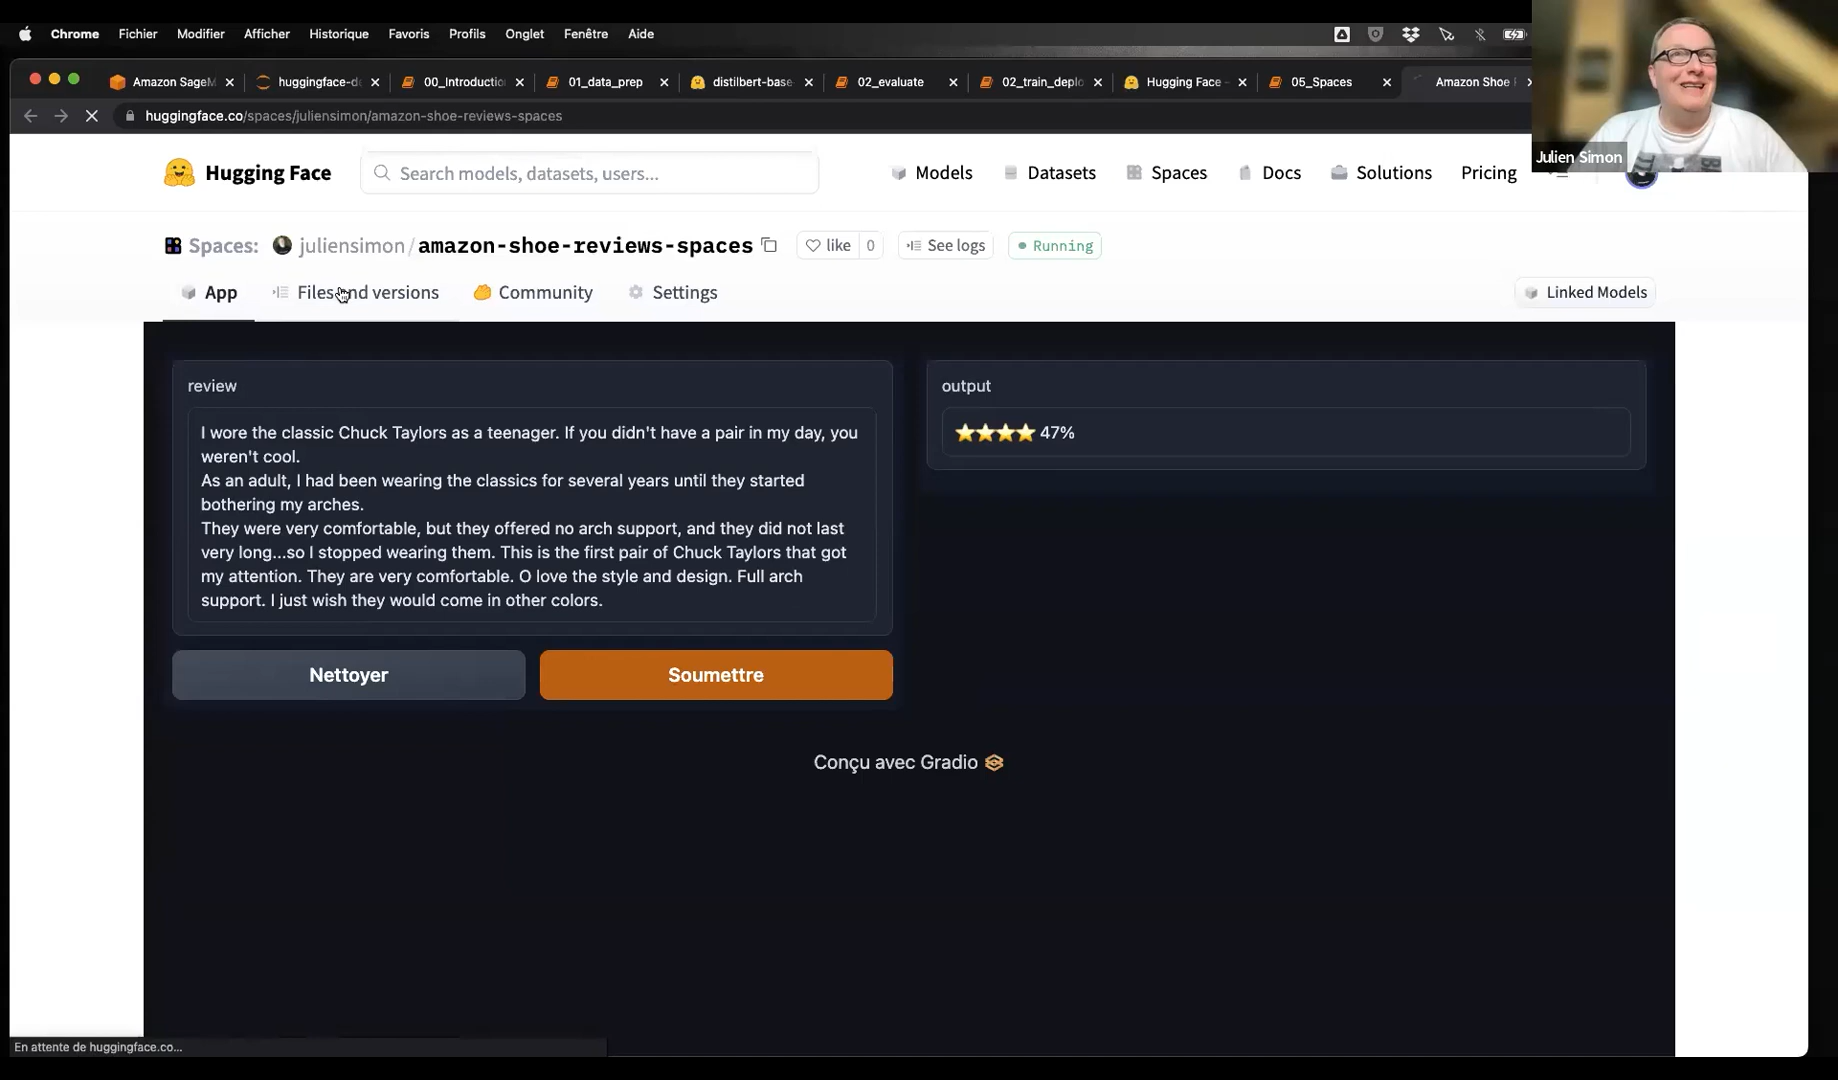 Chrome Fichier Modifier Afficher Historique Favoris Profils Onglet Fenêtre Aide
Amazon SageM huggingface-de 00_Introductio 01_data_prep distilbert-base- 02_evaluate 02_train_deplo Hugging Face – 05_Spaces Amazon Shoe
huggingface.co/spaces/juliensimon/amazon-shoe-reviews-spaces
Julien Simon
Hugging Face Search models, datasets, users... Models Datasets Spaces Docs Solutions Pricing
Spaces: juliensimon/amazon-shoe-reviews-spaces like 0 See logs Running
App Files and versions Community Settings Linked Models
review
I wore the classic Chuck Taylors as a teenager. If you didn't have a pair in my day, you
weren't cool.
As an adult, I had been wearing the classics for several years until they started
bothering my arches.
They were very comfortable, but they offered no arch support, and they did not last
very long...so I stopped wearing them. This is the first pair of Chuck Taylors that got
my attention. They are very comfortable. O love the style and design. Full arch
support. I just wish they would come in other colors.
output
⭐⭐⭐⭐ 47%
Nettoyer Soumettre
Conçu avec Gradio
En attente de huggingface.co...